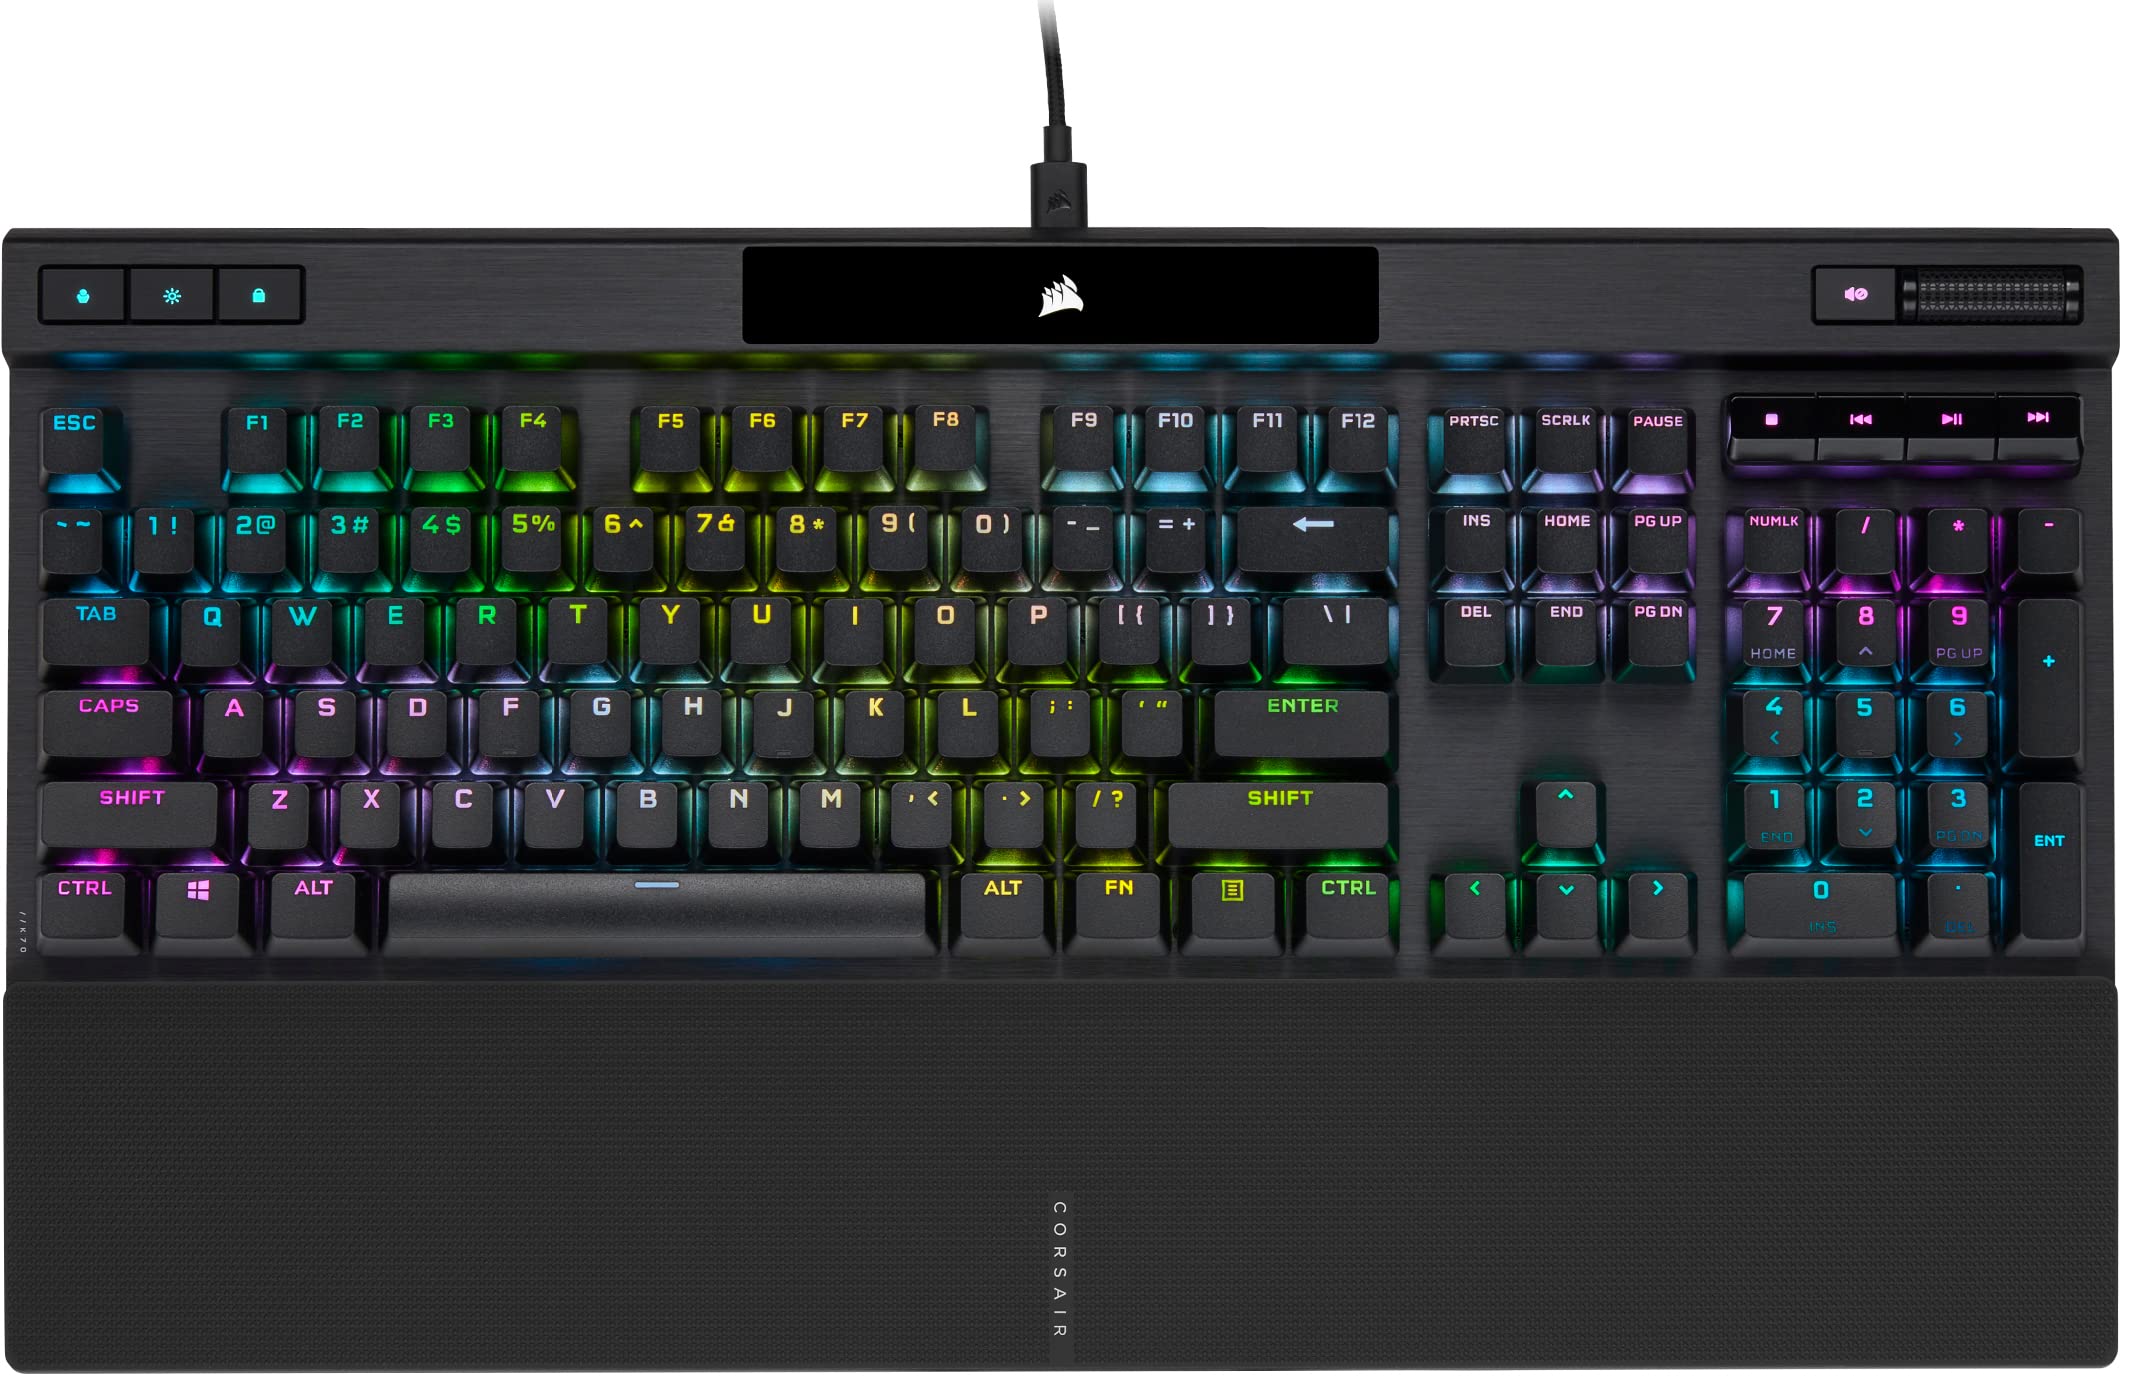 ESC F1 F2 F3 F4 F5 F6 F7 F8 F9 F10 F11 F12 PRTSC SCRLK PAUSE
` ~ 1 ! 2 @ 3 # 4 $ 5 % 6 ^ 7 & 8 * 9 ( 0 ) - _ = + INS HOME PG UP NUMLK / * -
TAB Q W E R T Y U I O P [ { ] } \ | DEL END PG DN 7 HOME 8 9 PG UP +
CAPS A S D F G H J K L ; : ' " ENTER 4 5 6
SHIFT Z X C V B N M , < . > / ? SHIFT 1 END 2 3 PG DN ENT
CTRL ALT ALT FN CTRL 0 INS . DEL
//K70
CORSAIR